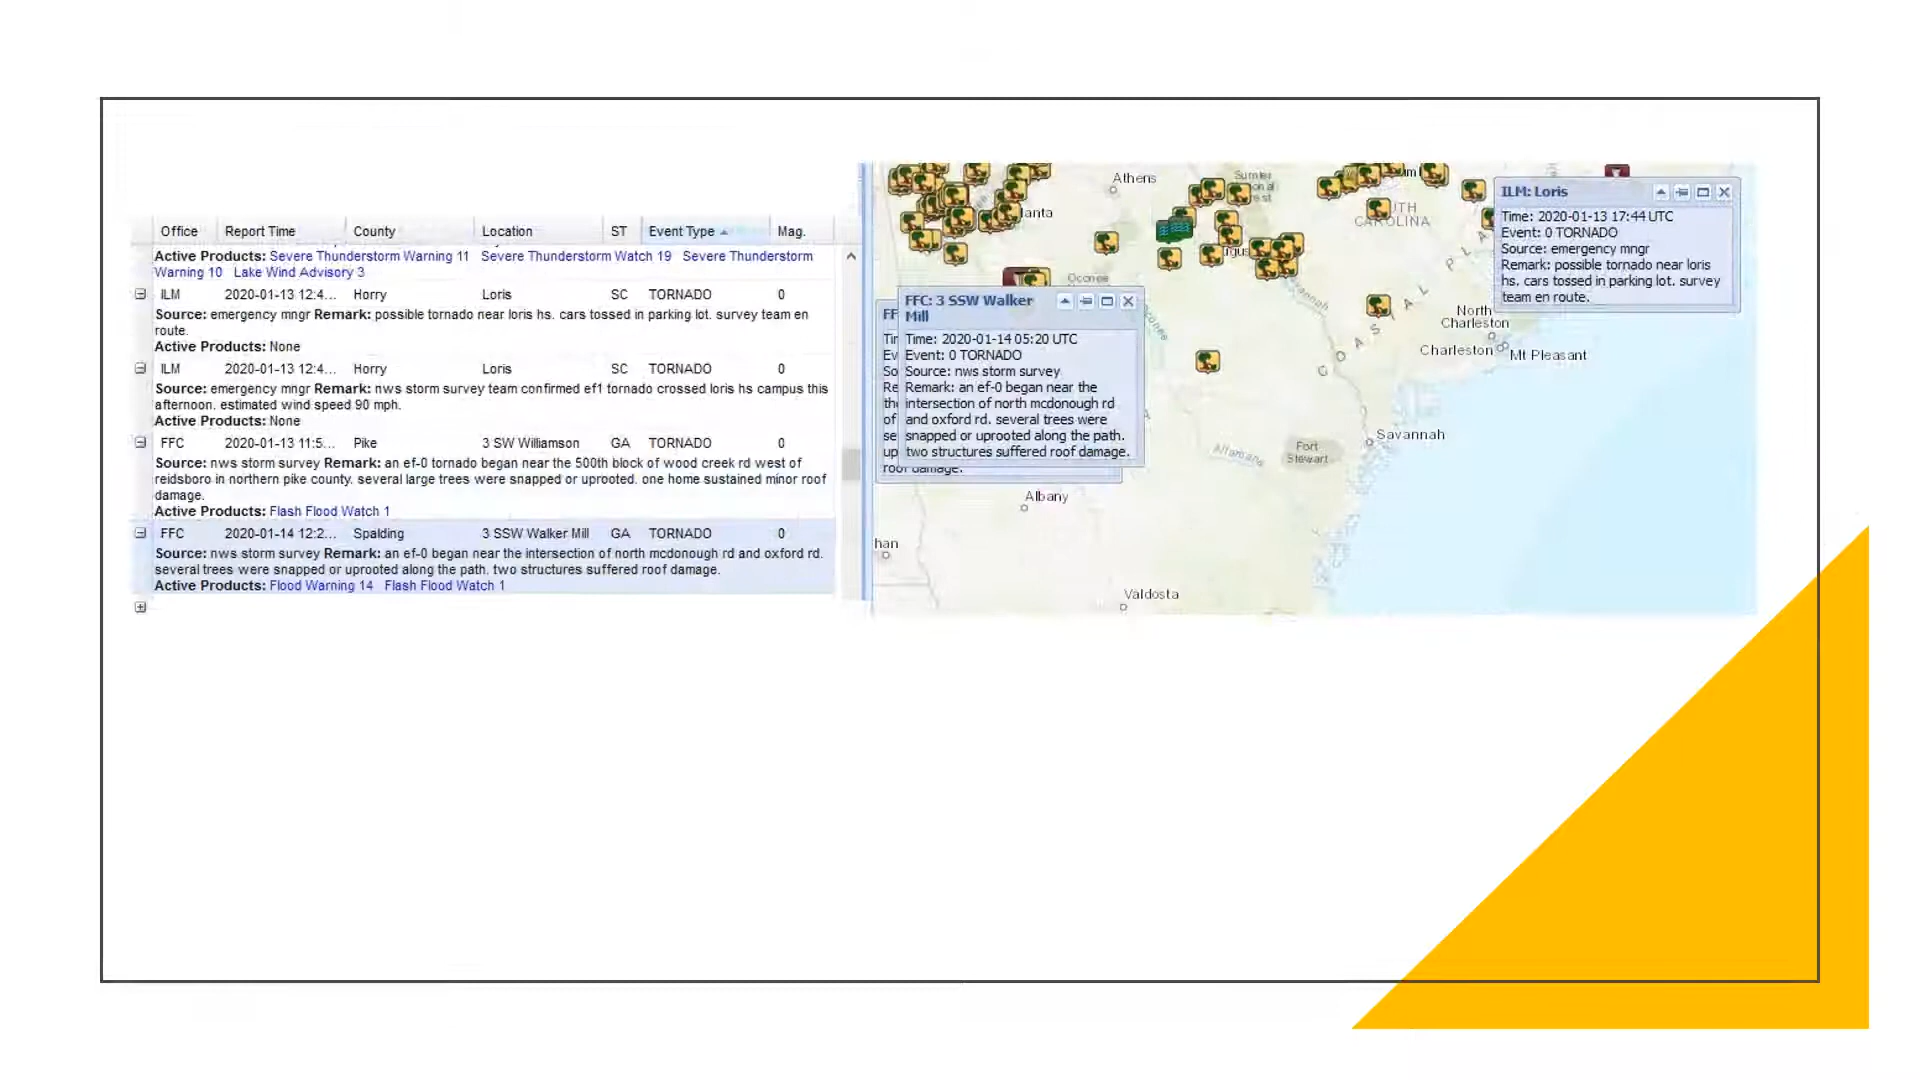 Office Report Time County Location ST Event Type Mag.
Active Products: Severe Thunderstorm Warning 11 Severe Thunderstorm Watch 19 Severe Thunderstorm
Warning 10 Lake Wind Advisory 3
ILM 2020-01-13 12:4... Horry Loris SC TORNADO 0
Source: emergency mngr Remark: possible tornado near loris hs. cars tossed in parking lot. survey team en
route.
Active Products: None
ILM 2020-01-13 12:4... Horry Loris SC TORNADO 0
Source: emergency mngr Remark: nws storm survey team confirmed ef1 tornado crossed loris hs campus this
afternoon. estimated wind speed 90 mph.
Active Products: None
FFC 2020-01-13 11:5... Pike 3 SW Williamson GA TORNADO 0
Source: nws storm survey Remark: an ef-0 tornado began near the 500th block of wood creek rd west of
reidsboro in northern pike county. several large trees were snapped or uprooted. one home sustained minor roof
damage.
Active Products: Flash Flood Watch 1
FFC 2020-01-14 12:2... Spalding 3 SSW Walker Mill GA TORNADO 0
Source: nws storm survey Remark: an ef-0 began near the intersection of north mcdonough rd and oxford rd.
several trees were snapped or uprooted along the path. two structures suffered roof damage.
Active Products: Flood Warning 14 Flash Flood Watch 1
Athens
lanta
Oconee
UTH
CAROLINA
COASTAL PLA
ILM: Loris
Time: 2020-01-13 17:44 UTC
Event: 0 TORNADO
Source: emergency mngr
Remark: possible tornado near loris
hs. cars tossed in parking lot. survey
team en route.
FFC: 3 SSW Walker
Mill
Time: 2020-01-14 05:20 UTC
Event: 0 TORNADO
Source: nws storm survey
Remark: an ef-0 began near the
intersection of north mcdonough rd
and oxford rd. several trees were
snapped or uprooted along the path.
two structures suffered roof damage.
roof damage.
North
Charleston
Charleston
Mt Pleasant
Savannah
Fort
Stewart
Altamaha
Albany
han
Valdosta